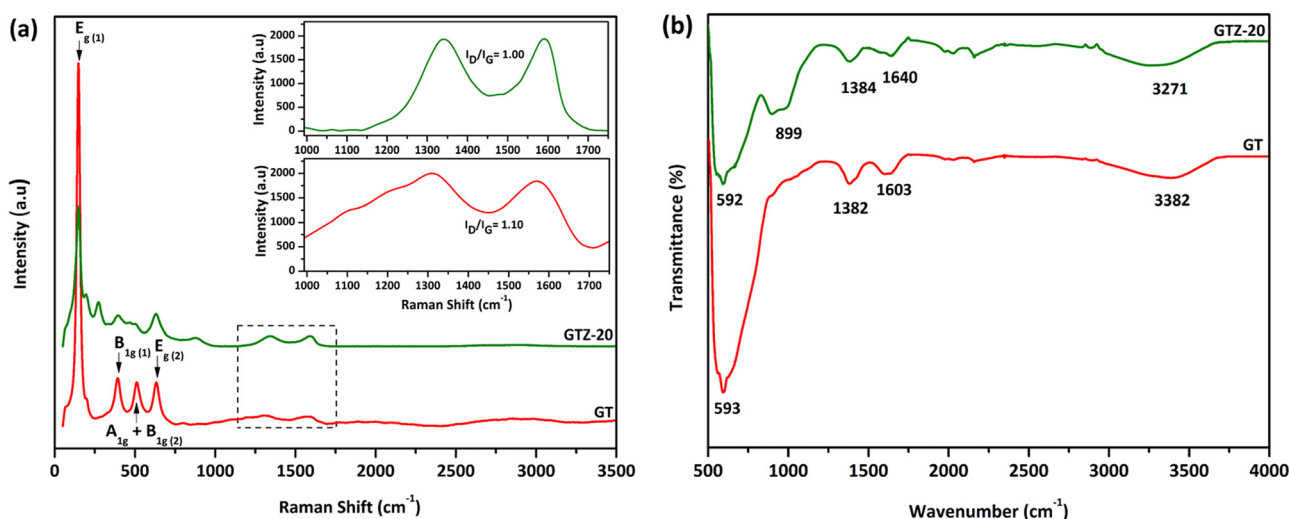 (a)
E g (1)
Intensity (a.u)
2000
1500
1000
500
0
I_D/I_G= 1.00
1000 1100 1200 1300 1400 1500 1600 1700
Intensity (a.u)
2000
1500
1000
500
0
I_D/I_G= 1.10
1000 1100 1200 1300 1400 1500 1600 1700
Raman Shift (cm⁻¹)
Intensity (a.u)
GTZ-20
B 1g (1) E g (2)
GT
A 1g + B 1g (2)
0 500 1000 1500 2000 2500 3000 3500
Raman Shift (cm⁻¹)
(b)
GTZ-20
1384 1640 3271
899
592
GT
1382 1603 3382
593
Transmittance (%)
500 1000 1500 2000 2500 3000 3500 4000
Wavenumber (cm⁻¹)